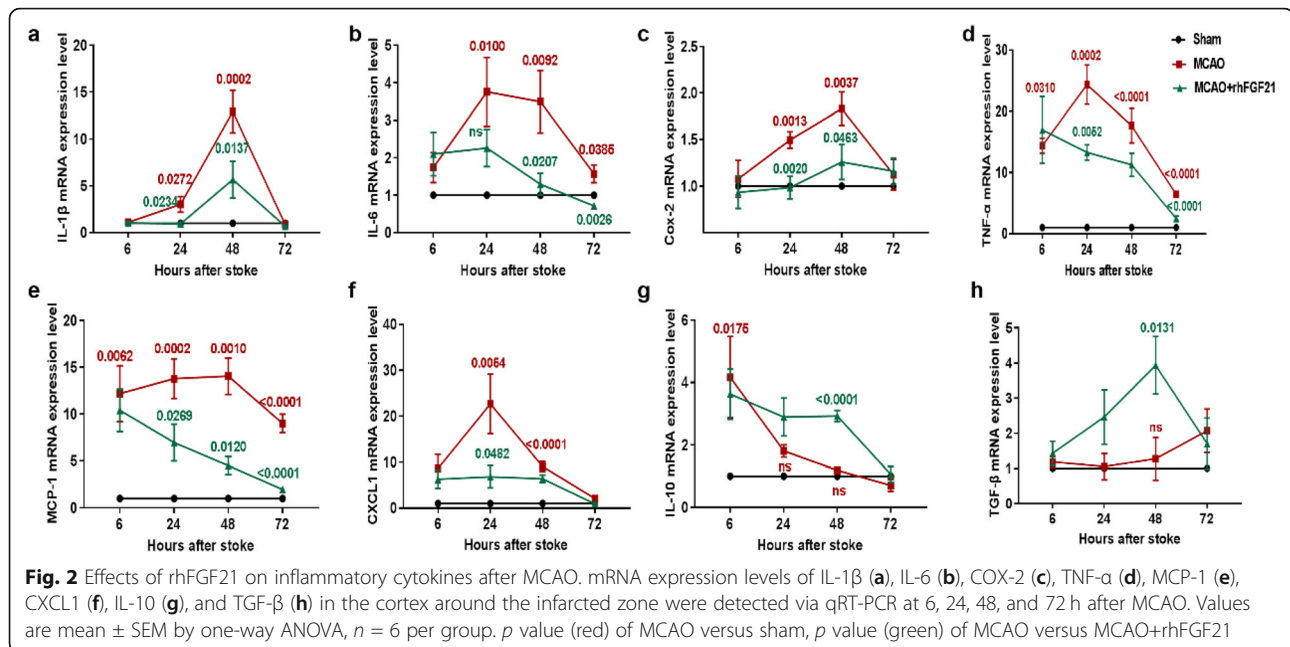 a
IL-1β mRNA expression level
20
15
10
5
0
0.0002
0.0137
0.0272
0.0234
6 24 48 72
Hours after stoke
b
IL-6 mRNA expression level
5
4
3
2
1
0
0.0100
0.0092
ns
0.0207
0.0385
0.0026
6 24 48 72
Hours after stoke
c
Cox-2 mRNA expression level
2.5
2.0
1.5
1.0
0.5
0.0037
0.0013
0.0463
0.0020
6 24 48 72
Hours after stoke
d
TNF-α mRNA expression level
30
20
10
0
0.0002
0.0310
<0.0001
0.0052
<0.0001
<0.0001
6 24 48 72
Hours after stoke
Sham
MCAO
MCAO+rhFGF21
e
MCP-1 mRNA expression level
20
15
10
5
0
0.0062
0.0002
0.0010
<0.0001
0.0269
0.0120
<0.0001
6 24 48 72
Hours after stoke
f
CXCL1 mRNA expression level
40
30
20
10
0
0.0054
<0.0001
0.0482
6 24 48 72
Hours after stoke
g
IL-10 mRNA expression level
6
4
2
0
0.0175
<0.0001
ns
ns
6 24 48 72
Hours after stoke
h
TGF-β mRNA expression level
5
4
3
2
1
0
0.0131
ns
6 24 48 72
Hours after stoke
Fig. 2 Effects of rhFGF21 on inflammatory cytokines after MCAO. mRNA expression levels of IL-1β (a), IL-6 (b), COX-2 (c), TNF-α (d), MCP-1 (e),
CXCL1 (f), IL-10 (g), and TGF-β (h) in the cortex around the infarcted zone were detected via qRT-PCR at 6, 24, 48, and 72 h after MCAO. Values
are mean ± SEM by one-way ANOVA, n = 6 per group. p value (red) of MCAO versus sham, p value (green) of MCAO versus MCAO+rhFGF21